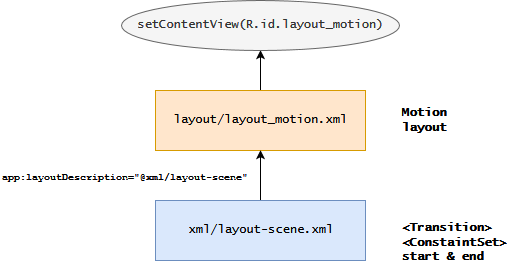 setContentView(R.id.layout_motion)
layout/layout_motion.xml
Motion
layout
app:layoutDescription="@xml/layout-scene"
xml/layout-scene.xml
<Transition>
<ConstaintSet>
start & end